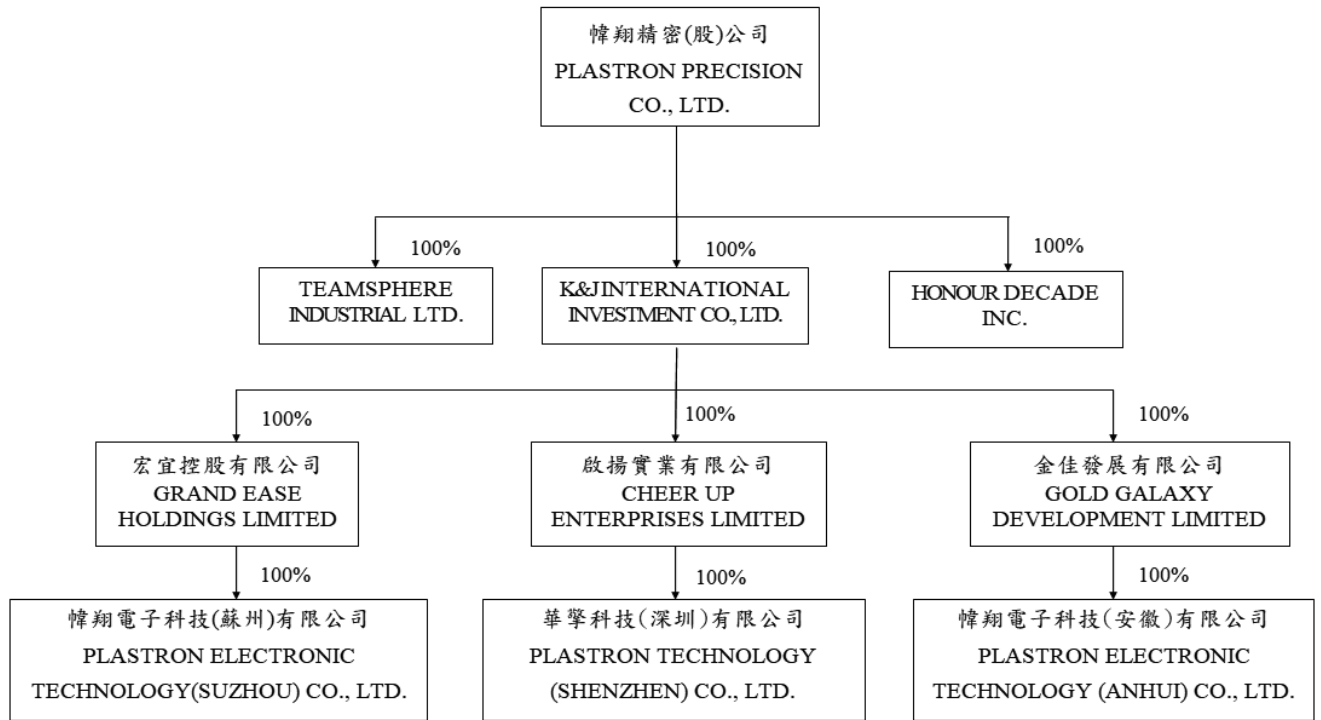 幃翔精密(股)公司
PLASTRON PRECISION
CO., LTD.
100%
100%
100%
TEAMSPHERE
INDUSTRIAL LTD.
K&J INTERNATIONAL
INVESTMENT CO., LTD.
HONOUR DECADE
INC.
100%
100%
100%
宏宜控股有限公司
GRAND EASE
HOLDINGS LIMITED
啟揚實業有限公司
CHEER UP
ENTERPRISES LIMITED
金佳發展有限公司
GOLD GALAXY
DEVELOPMENT LIMITED
100%
100%
100%
幃翔電子科技(蘇州)有限公司
PLASTRON ELECTRONIC
TECHNOLOGY(SUZHOU) CO., LTD.
華擎科技(深圳)有限公司
PLASTRON TECHNOLOGY
(SHENZHEN) CO., LTD.
幃翔電子科技(安徽)有限公司
PLASTRON ELECTRONIC
TECHNOLOGY (ANHUI) CO., LTD.